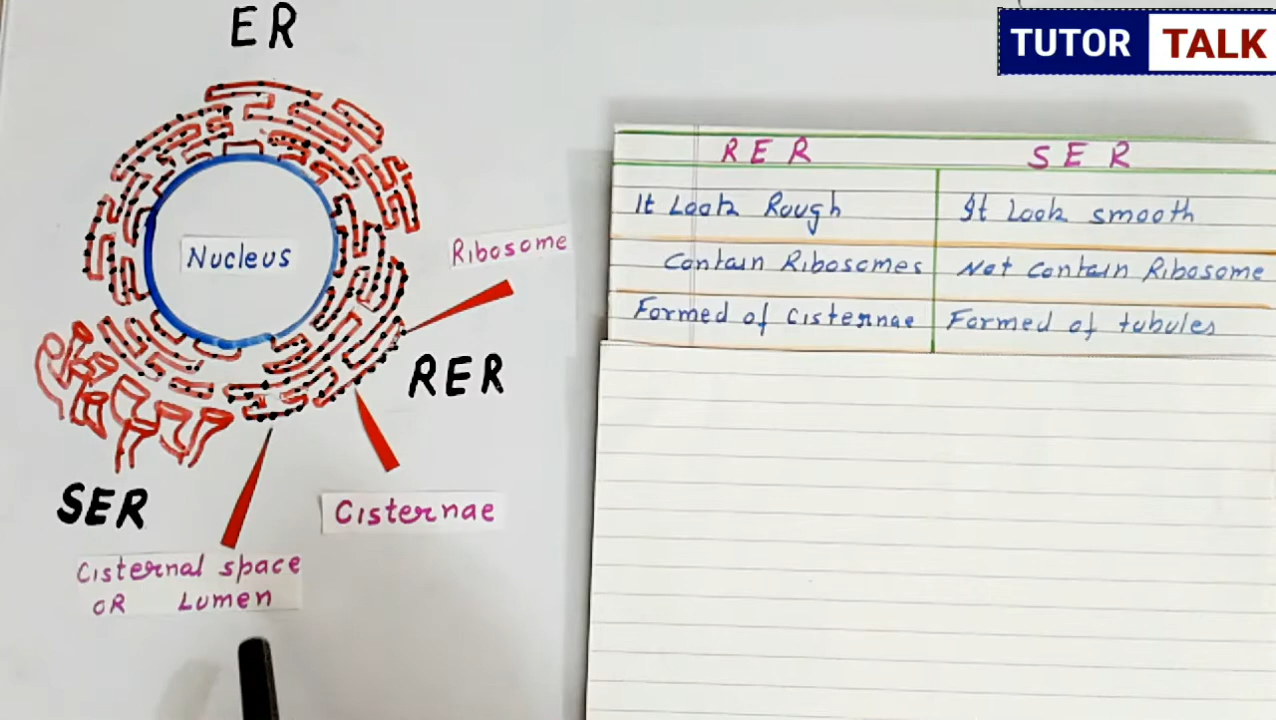 ER
TUTOR TALK
Nucleus
Ribosome
RER
SER
Cisternae
Cisternal space
OR Lumen
RER SER
It Look Rough It Look smooth
Contain Ribosomes Not Contain Ribosome
Formed of Cisternae Formed of tubules